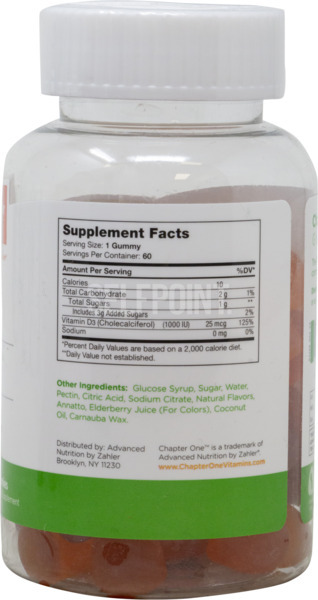 Supplement Facts
Serving Size: 1 Gummy
Servings Per Container: 60
Amount Per Serving %DV*
Calories 10
Total Carbohydrate 2 g 1%
Total Sugars 1 g **
Includes 3g Added Sugars 2%
Vitamin D3 (Cholecalciferol) (1000 IU) 25 mcg 125%
Sodium 0 mg 0%
*Percent Daily Values are based on a 2,000 calorie diet.
**Daily Value not established.
Other Ingredients: Glucose Syrup, Sugar, Water,
Pectin, Citric Acid, Sodium Citrate, Natural Flavors,
Annatto, Elderberry Juice (For Colors), Coconut
Oil, Carnauba Wax.
Distributed by: Advanced
Nutrition by Zahler
Brooklyn, NY 11230
Chapter One™ is a trademark of
Advanced Nutrition by Zahler®.
www.ChapterOneVitamins.com